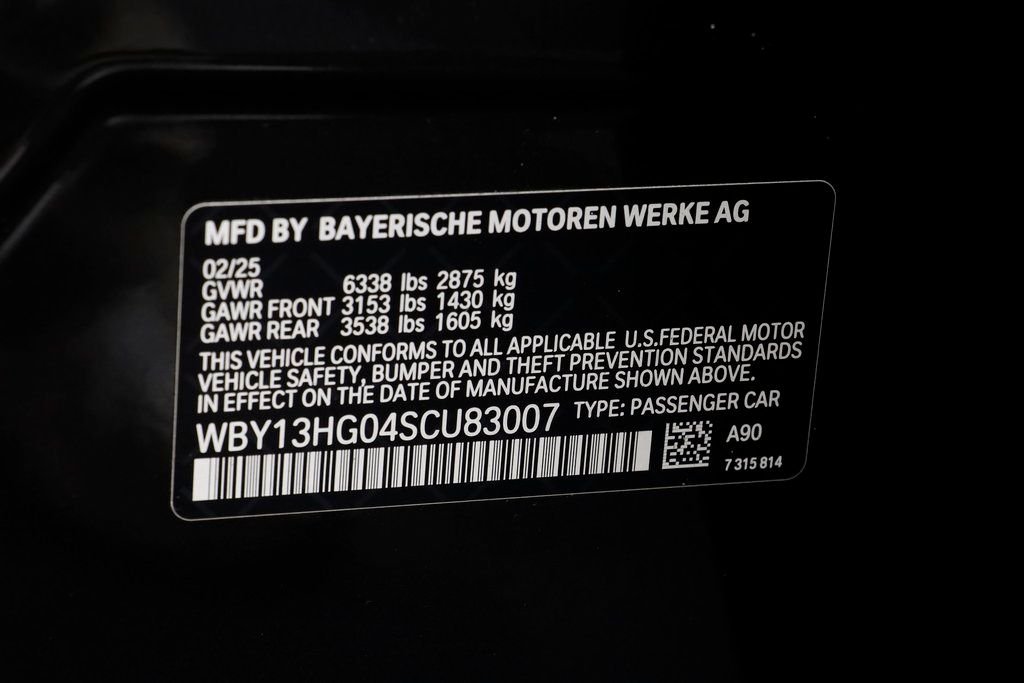 MFD BY BAYERISCHE MOTOREN WERKE AG
02/25
GVWR 6338 lbs 2875 kg
GAWR FRONT 3153 lbs 1430 kg
GAWR REAR 3538 lbs 1605 kg
THIS VEHICLE CONFORMS TO ALL APPLICABLE U.S.FEDERAL MOTOR
VEHICLE SAFETY, BUMPER AND THEFT PREVENTION STANDARDS
IN EFFECT ON THE DATE OF MANUFACTURE SHOWN ABOVE.
WBY13HG04SCU83007 TYPE: PASSENGER CAR
A90
7 315 814